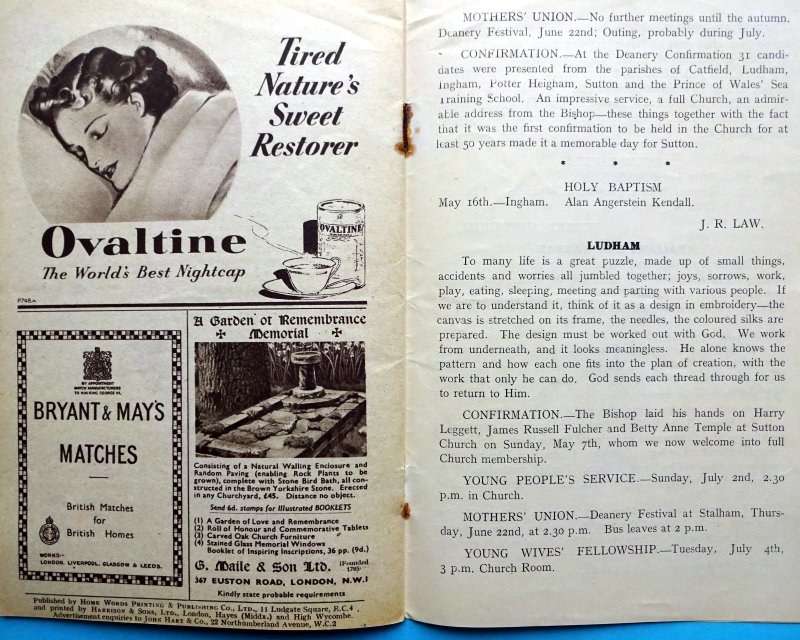 Tired
Nature's
Sweet
Restorer
OVALTINE
Ovaltine
The World's Best Nightcap
P765.A
BY APPOINTMENT
MATCH MANUFACTURERS
TO H.M. KING GEORGE VI.
BRYANT & MAY'S
MATCHES
British Matches
for
British Homes
WORKS:-
LONDON, LIVERPOOL, GLASGOW & LEEDS.
A Garden of Remembrance
Memorial
Consisting of a Natural Walling Enclosure and
Random Paving (enabling Rock Plants to be
grown), complete with Stone Bird Bath, all con-
structed in the Brown Yorkshire Stone. Erected
in any Churchyard, £45. Distance no object.
Send 6d. stamps for Illustrated BOOKLETS
(1) A Garden of Love and Remembrance
(2) Roll of Honour and Commemorative Tablets
(3) Carved Oak Church Furniture
(4) Stained Glass Memorial Windows
Booklet of Inspiring Inscriptions, 36 pp. (9d.)
G. Maile & Son Ltd. (Founded
1785)
367 EUSTON ROAD, LONDON, N.W.1
Kindly state probable requirements
Published by HOME WORDS PRINTING & PUBLISHING CO., LTD., 11 Ludgate Square, E.C.4,
and printed by HARRISON & SONS, LTD., London, Hayes (Middx.) and High Wycombe.
Advertisement enquiries to JOHN HART & CO., 22 Northumberland Avenue, W.C.2
MOTHERS' UNION.—No further meetings until the autumn.
Deanery Festival, June 22nd; Outing, probably during July.
CONFIRMATION.—At the Deanery Confirmation 31 candi-
dates were presented from the parishes of Catfield, Ludham,
Ingham, Potter Heigham, Sutton and the Prince of Wales' Sea
Training School. An impressive service, a full Church, an admir-
able address from the Bishop—these things together with the fact
that it was the first confirmation to be held in the Church for at
least 50 years made it a memorable day for Sutton.
* * *
HOLY BAPTISM
May 16th.—Ingham. Alan Angerstein Kendall.
J. R. LAW.
LUDHAM
To many life is a great puzzle, made up of small things,
accidents and worries all jumbled together; joys, sorrows, work,
play, eating, sleeping, meeting and parting with various people. If
we are to understand it, think of it as a design in embroidery—the
canvas is stretched on its frame, the needles, the coloured silks are
prepared. The design must be worked out with God. We work
from underneath, and it looks meaningless. He alone knows the
pattern and how each one fits into the plan of creation, with the
work that only he can do. God sends each thread through for us
to return to Him.
CONFIRMATION.—The Bishop laid his hands on Harry
Leggett, James Russell Fulcher and Betty Anne Temple at Sutton
Church on Sunday, May 7th, whom we now welcome into full
Church membership.
YOUNG PEOPLE'S SERVICE.—Sunday, July 2nd, 2.30
p.m. in Church.
MOTHERS' UNION.—Deanery Festival at Stalham, Thurs-
day, June 22nd, at 2.30 p.m. Bus leaves at 2 p.m.
YOUNG WIVES' FELLOWSHIP.—Tuesday, July 4th,
3 p.m. Church Room.